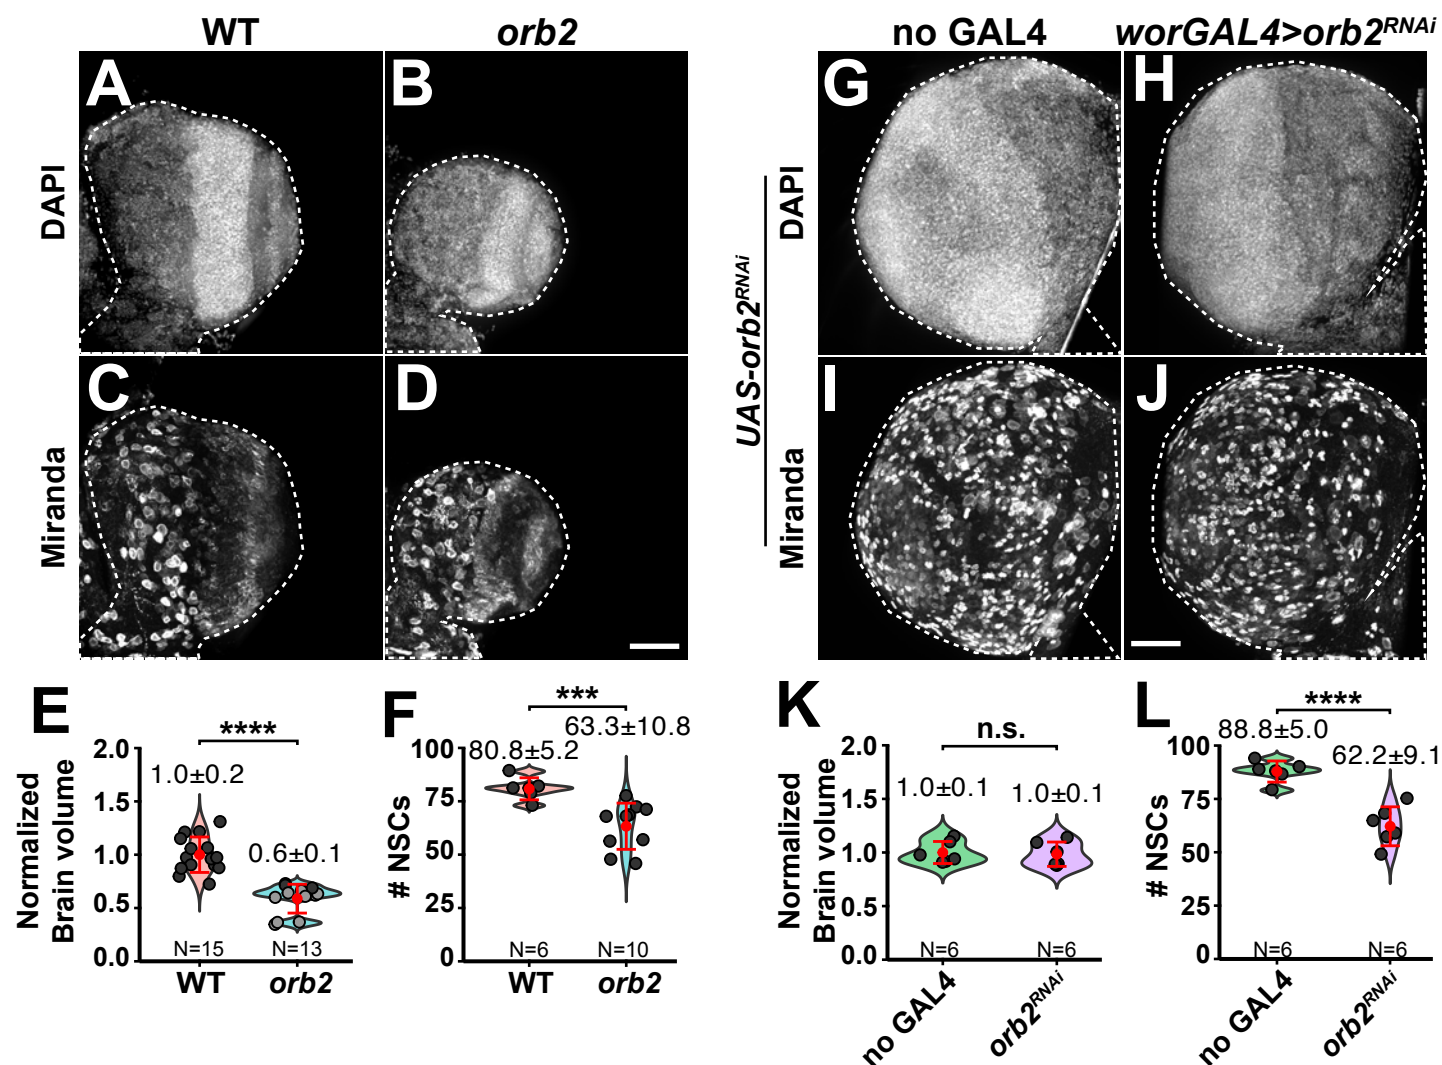 WT
orb2
no GAL4
worGAL4>orb2RNAi
A
B
G
H
DAPI
DAPI
UAS-orb2RNAi
C
D
I
J
Miranda
Miranda
E
Normalized
Brain volume
2.0
1.5
1.0
0.5
0.0
****
1.0±0.2
0.6±0.1
N=15
N=13
WT
orb2
F
# NSCs
100
75
50
25
0
***
80.8±5.2
63.3±10.8
N=6
N=10
WT
orb2
K
Normalized
Brain volume
2.0
1.5
1.0
0.5
0.0
n.s.
1.0±0.1
1.0±0.1
N=6
N=6
no GAL4
orb2RNAi
L
# NSCs
100
75
50
25
0
****
88.8±5.0
62.2±9.1
N=6
N=6
no GAL4
orb2RNAi